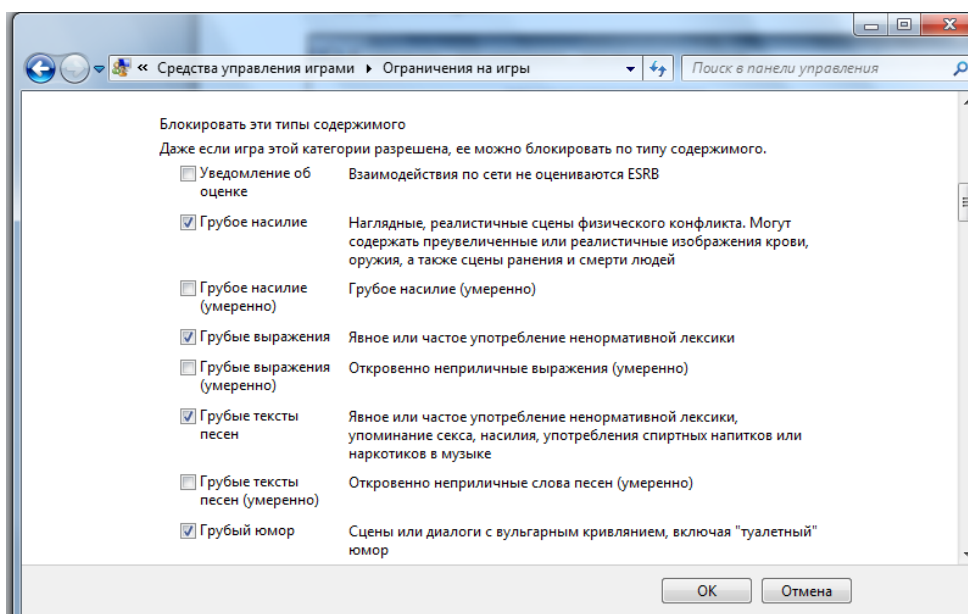 « Средства управления играми ▸ Ограничения на игры
Поиск в панели управления
Блокировать эти типы содержимого
Даже если игра этой категории разрешена, ее можно блокировать по типу содержимого.
Уведомление об
оценке
Взаимодействия по сети не оцениваются ESRB
Грубое насилие
Наглядные, реалистичные сцены физического конфликта. Могут
содержать преувеличенные или реалистичные изображения крови,
оружия, а также сцены ранения и смерти людей
Грубое насилие
(умеренно)
Грубое насилие (умеренно)
Грубые выражения
Явное или частое употребление ненормативной лексики
Грубые выражения
(умеренно)
Откровенно неприличные выражения (умеренно)
Грубые тексты
песен
Явное или частое употребление ненормативной лексики,
упоминание секса, насилия, употребления спиртных напитков или
наркотиков в музыке
Грубые тексты
песен (умеренно)
Откровенно неприличные слова песен (умеренно)
Грубый юмор
Сцены или диалоги с вульгарным кривлянием, включая "туалетный"
юмор
ОК
Отмена